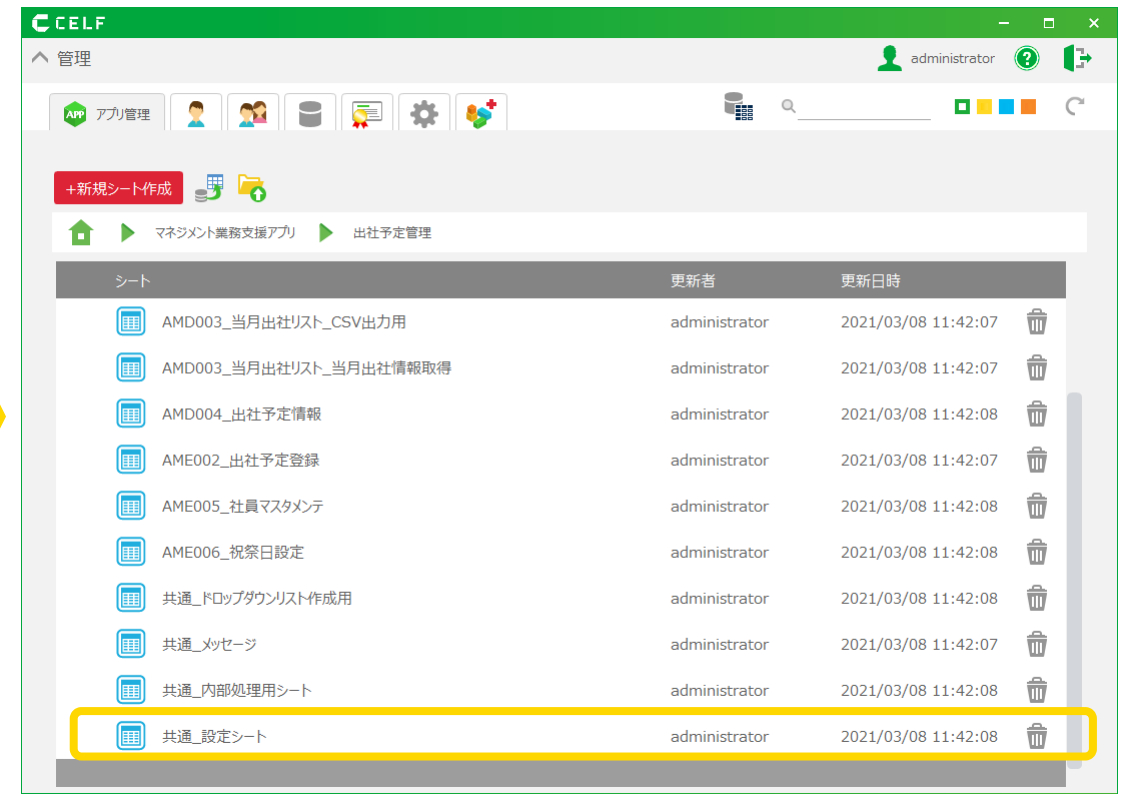 CELF
管理 administrator
APP アプリ管理
+新規シート作成
マネジメント業務支援アプリ 出社予定管理
シート 更新者 更新日時
AMD003_当月出社リスト_CSV出力用 administrator 2021/03/08 11:42:07
AMD003_当月出社リスト_当月出社情報取得 administrator 2021/03/08 11:42:07
AMD004_出社予定情報 administrator 2021/03/08 11:42:08
AME002_出社予定登録 administrator 2021/03/08 11:42:07
AME005_社員マスタメンテ administrator 2021/03/08 11:42:08
AME006_祝祭日設定 administrator 2021/03/08 11:42:08
共通_ドロップダウンリスト作成用 administrator 2021/03/08 11:42:08
共通_メッセージ administrator 2021/03/08 11:42:07
共通_内部処理用シート administrator 2021/03/08 11:42:08
共通_設定シート administrator 2021/03/08 11:42:08